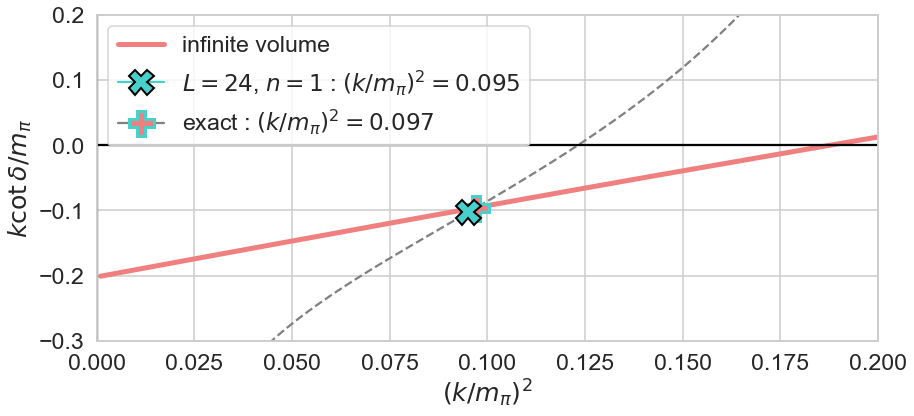 infinite volume
L = 24, n = 1 : (k/mπ)² = 0.095
exact : (k/mπ)² = 0.097
k cot δ/mπ
0.2
0.1
0.0
−0.1
−0.2
−0.3
0.000 0.025 0.050 0.075 0.100 0.125 0.150 0.175 0.200
(k/mπ)²